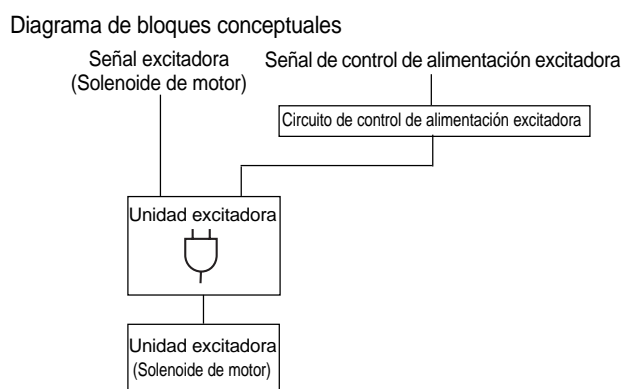 Diagrama de bloques conceptuales
Señal excitadora
(Solenoide de motor)
Señal de control de alimentación excitadora
Circuito de control de alimentación excitadora
Unidad excitadora
Unidad excitadora
(Solenoide de motor)